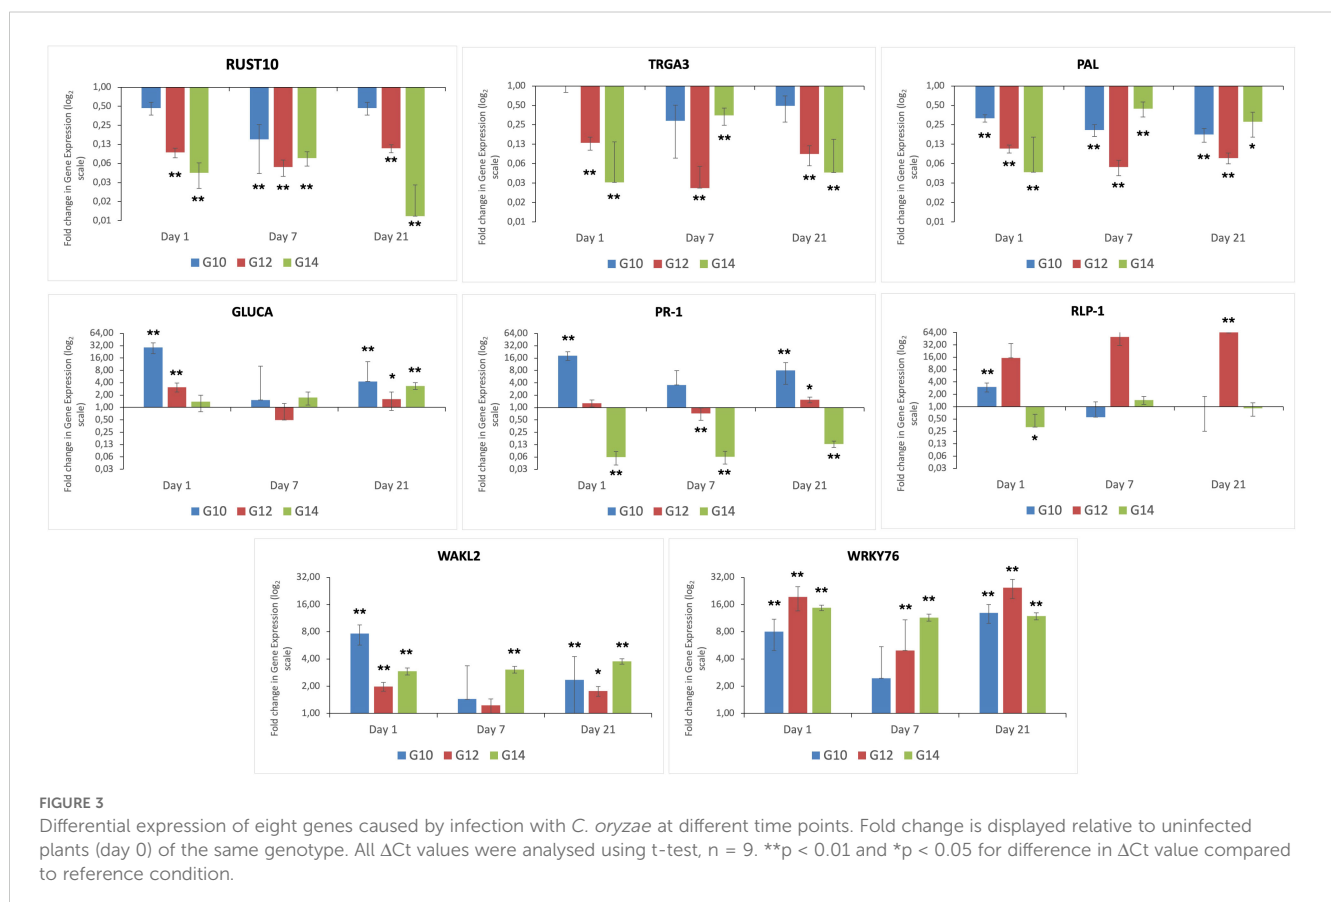 RUST10
Fold change in Gene Expression (log2 scale)
1,00
0,50
0,25
0,13
0,06
0,03
0,02
0,01
** ** ** ** ** ** **
Day 1 Day 7 Day 21
G10 G12 G14
TRGA3
Fold change in Gene Expression (log2 scale)
1,00
0,50
0,25
0,13
0,06
0,03
0,02
0,01
** ** ** ** ** **
Day 1 Day 7 Day 21
G10 G12 G14
PAL
Fold change in Gene Expression (log2 scale)
1,00
0,50
0,25
0,13
0,06
0,03
0,02
0,01
** ** ** ** ** ** ** ** *
Day 1 Day 7 Day 21
G10 G12 G14
GLUCA
Fold change in Gene Expression (log2 scale)
64,00
32,00
16,00
8,00
4,00
2,00
1,00
0,50
0,25
0,13
0,06
0,03
** ** ** * **
Day 1 Day 7 Day 21
G10 G12 G14
PR-1
Fold change in Gene Expression (log2 scale)
64,00
32,00
16,00
8,00
4,00
2,00
1,00
0,50
0,25
0,13
0,06
0,03
** ** ** ** ** * **
Day 1 Day 7 Day 21
G10 G12 G14
RLP-1
Fold change in Gene Expression (log2 scale)
64,00
32,00
16,00
8,00
4,00
2,00
1,00
0,50
0,25
0,13
0,06
0,03
** * **
Day 1 Day 7 Day 21
G10 G12 G14
WAKL2
Fold change in Gene Expression (log2 scale)
32,00
16,00
8,00
4,00
2,00
1,00
** ** ** ** ** * **
Day 1 Day 7 Day 21
G10 G12 G14
WRKY76
Fold change in Gene Expression (log2 scale)
32,00
16,00
8,00
4,00
2,00
1,00
** ** ** ** ** ** ** **
Day 1 Day 7 Day 21
G10 G12 G14
FIGURE 3
Differential expression of eight genes caused by infection with C. oryzae at different time points. Fold change is displayed relative to uninfected
plants (day 0) of the same genotype. All ΔCt values were analysed using t-test, n = 9. **p < 0.01 and *p < 0.05 for difference in ΔCt value compared
to reference condition.